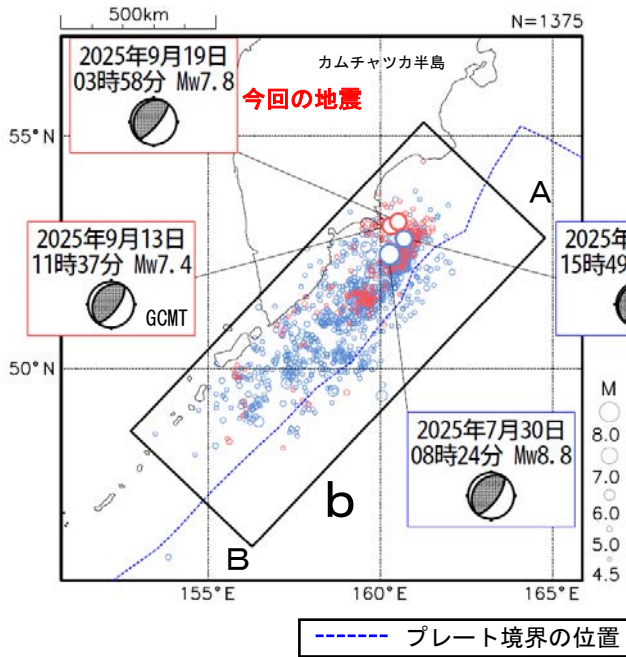 500km
N=1375
2025年9月19日
03時58分 Mw7.8
カムチャツカ半島
今回の地震
55°N
A
2025年9月13日
11時37分 Mw7.4
GCMT
2025年
15時49
50°N
M
8.0
7.0
6.0
5.0
4.5
2025年7月30日
08時24分 Mw8.8
b
B
155°E
160°E
165°E
プレート境界の位置